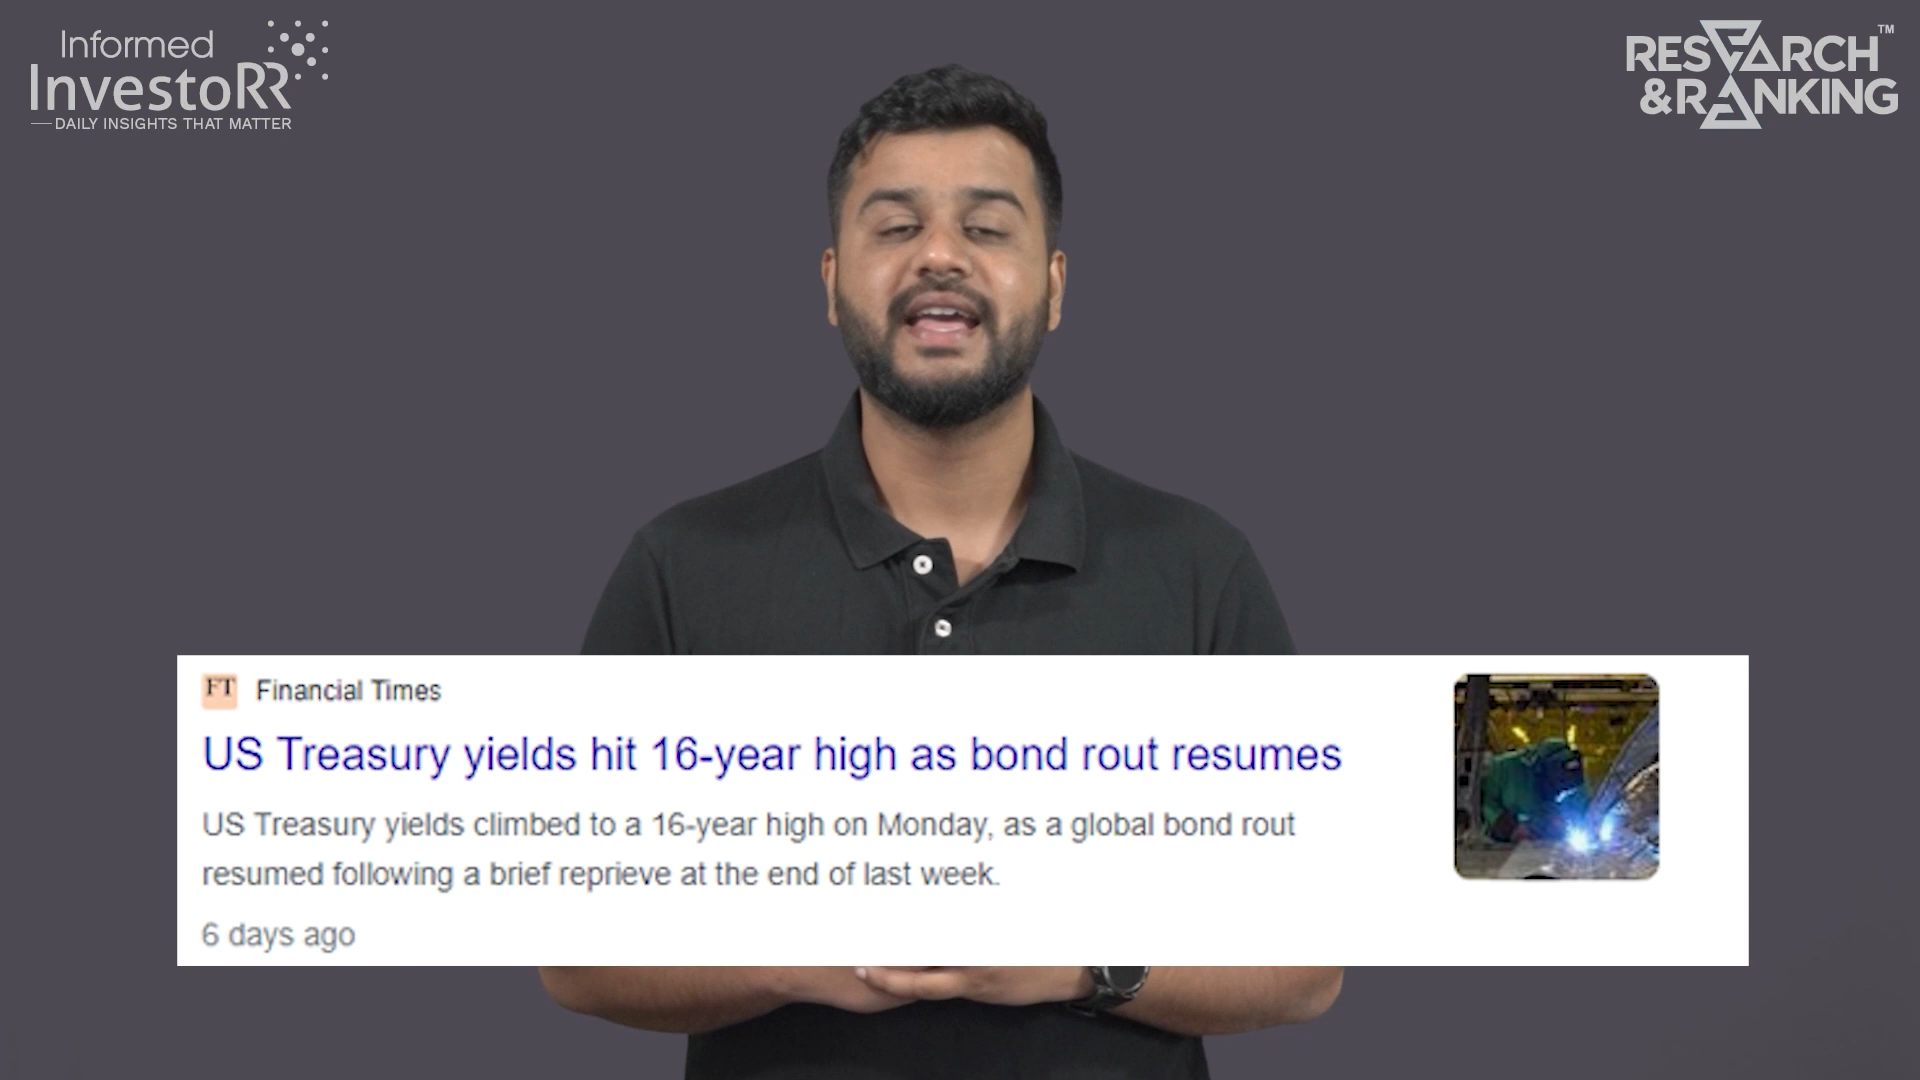 Informed
InvestoRR
DAILY INSIGHTS THAT MATTER
RESEARCH™
&RANKING
FT Financial Times
US Treasury yields hit 16-year high as bond rout resumes
US Treasury yields climbed to a 16-year high on Monday, as a global bond rout
resumed following a brief reprieve at the end of last week.
6 days ago